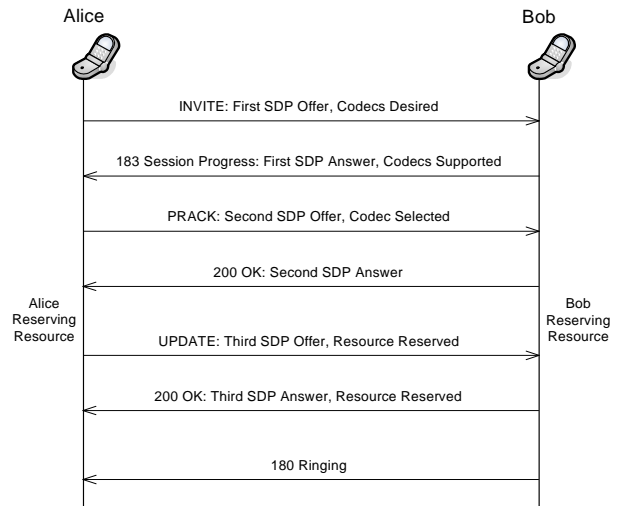 Alice
Bob
INVITE: First SDP Offer, Codecs Desired
183 Session Progress: First SDP Answer, Codecs Supported
PRACK: Second SDP Offer, Codec Selected
200 OK: Second SDP Answer
Alice
Reserving
Resource
Bob
Reserving
Resource
UPDATE: Third SDP Offer, Resource Reserved
200 OK: Third SDP Answer, Resource Reserved
180 Ringing